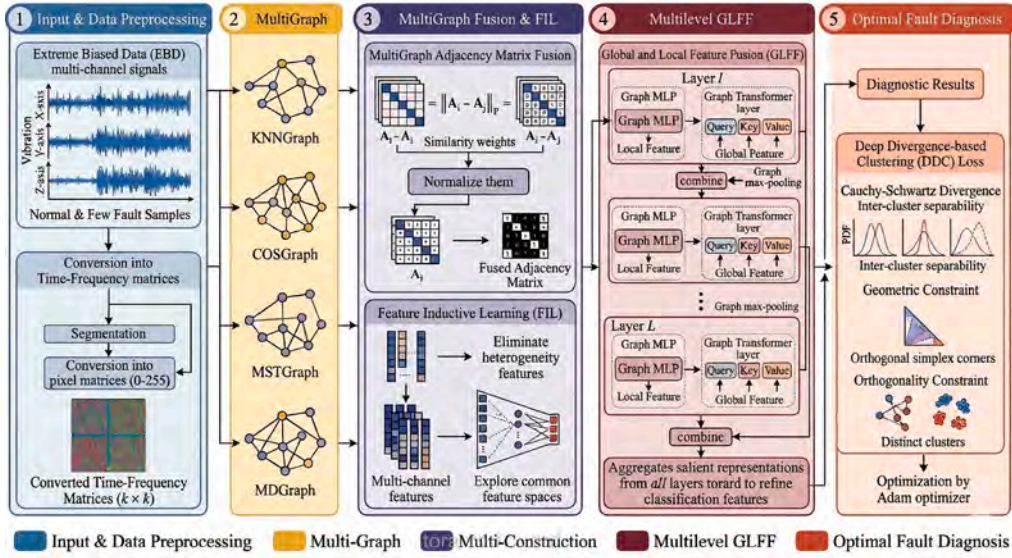 1 Input & Data Preprocessing
Extreme Biased Data (EBD)
multi-channel signals
Vibration
X-axis
Y-axis
Z-axis
Normal & Few Fault Samples
Conversion into
Time-Frequency matrices
Segmentation
Conversion into
pixel matrices (0-255)
Converted Time-Frequency
Matrices (k × k)
2 MultiGraph
KNNGraph
COSGraph
MSTGraph
MDGraph
3 MultiGraph Fusion & FIL
MultiGraph Adjacency Matrix Fusion
= ‖A_i − A_j‖_P =
Similarity weights
Normalize them
Fused Adjacency
Matrix
Feature Inductive Learning (FIL)
Eliminate
heterogeneity
features
Multi-channel
features
Explore common
feature spaces
4 Multilevel GLFF
Global and Local Feature Fusion (GLFF)
Layer l
Graph MLP
Graph MLP
Local Feature
Graph Transformer
layer
Query Key Value
Global Feature
combine
Graph
max-pooling
Graph MLP
Graph MLP
Local Feature
Graph Transformer
layer
Query Key Value
Global Feature
Graph max-pooling
Layer L
Graph MLP
Graph MLP
Local Feature
Graph Transformer
layer
Query Key Value
Global Feature
combine
Aggregates salient representations
from all layers torard to refine
classification features
5 Optimal Fault Diagnosis
Diagnostic Results
Deep Divergence-based
Clustering (DDC) Loss
Cauchy-Schwartz Divergence
Inter-cluster separability
PDF
Inter-cluster separability
Geometric Constraint
Orthogonal simplex corners
Orthogonality Constraint
Distinct clusters
Optimization by
Adam optimizer
Input & Data Preprocessing
Multi-Graph
Multi-Construction
Multilevel GLFF
Optimal Fault Diagnosis